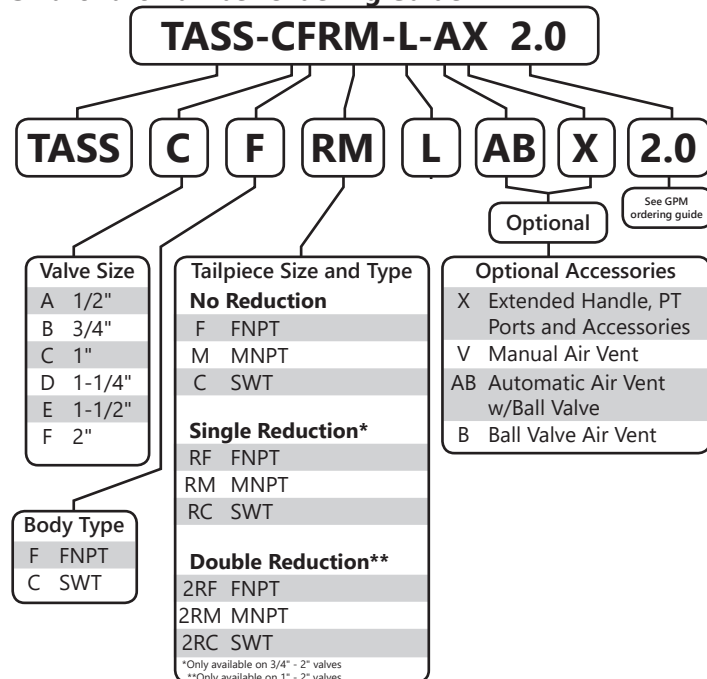 TASS-CFRM-L-AX 2.0
TASS C F RM L AB X 2.0
See GPM
ordering guide
Optional
Valve Size
A 1/2"
B 3/4"
C 1"
D 1-1/4"
E 1-1/2"
F 2"
Body Type
F FNPT
C SWT
Tailpiece Size and Type
No Reduction
F FNPT
M MNPT
C SWT
Single Reduction*
RF FNPT
RM MNPT
RC SWT
Double Reduction**
2RF FNPT
2RM MNPT
2RC SWT
*Only available on 3/4" - 2" valves
**Only available on 1" - 2" valves
Optional Accessories
X Extended Handle, PT
Ports and Accessories
V Manual Air Vent
AB Automatic Air Vent
w/Ball Valve
B Ball Valve Air Vent